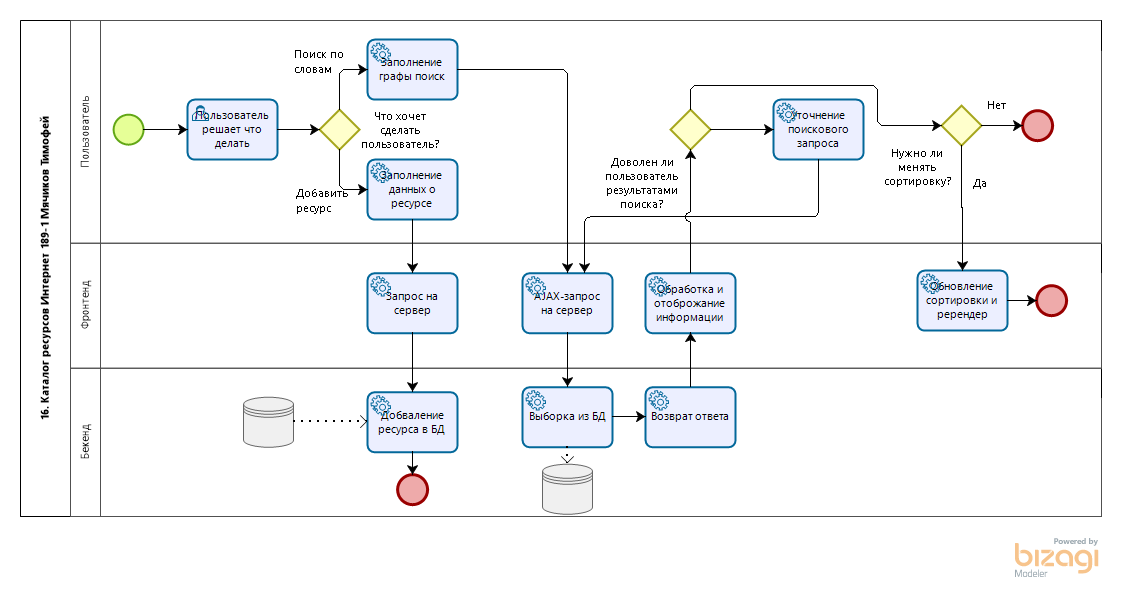 16. Каталог ресурсов Интернет 189-1 Мячиков Тимофей
Пользователь
Пользователь
решает что
делать
Поиск по
словам
Заполнение
графы поиск
Что хочет
сделать
пользователь?
Добавить
ресурс
Заполнение
данных о
ресурсе
Доволен ли
пользователь
результатами
поиска?
Уточнение
поискового
запроса
Нужно ли
менять
сортировку?
Нет
Да
Фронтенд
Запрос на
сервер
AJAX-запрос
на сервер
Обработка и
отоброжание
информации
Обновление
сортировки и
ререндер
Бекенд
Добваление
ресурса в БД
Выборка из БД
Возврат ответа
Powered by
bizagi
Modeler